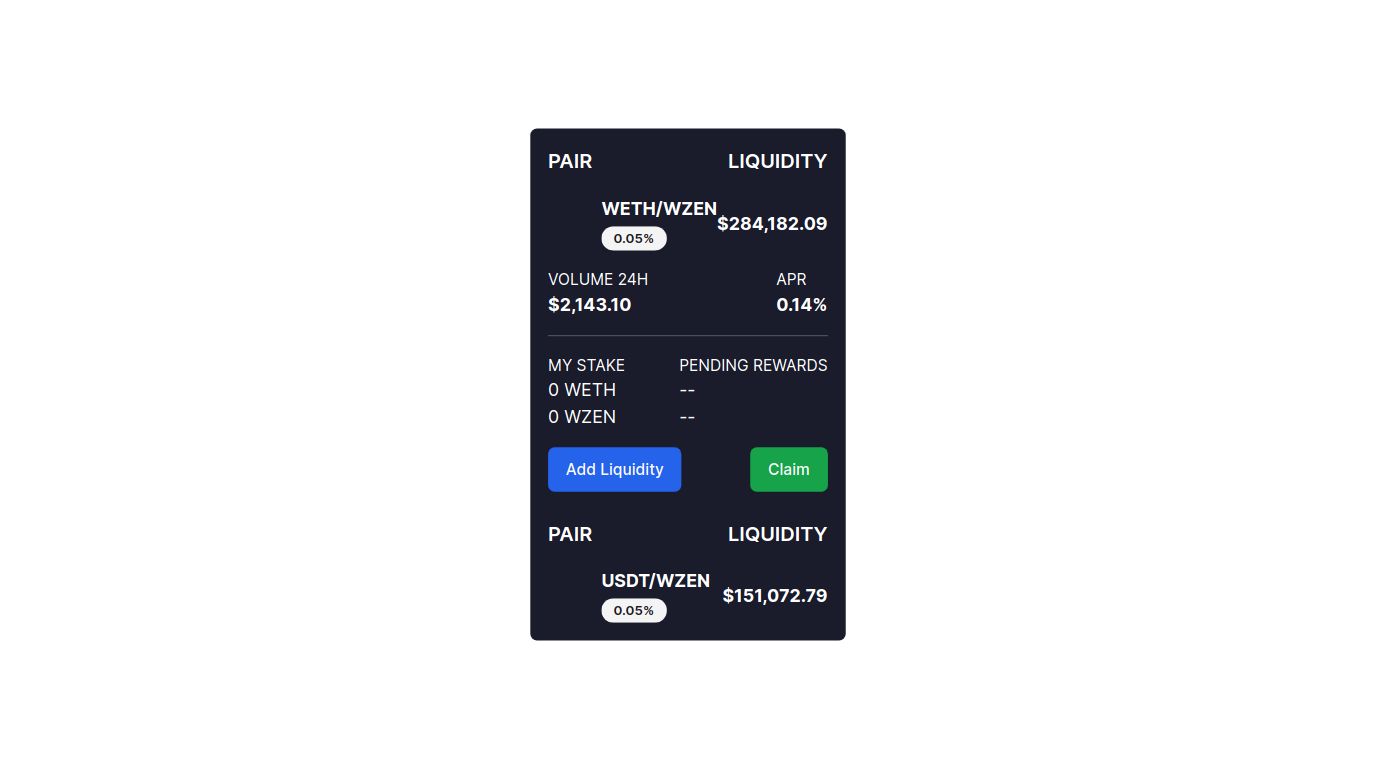 PAIR LIQUIDITY
WETH/WZEN
0.05%
$284,182.09
VOLUME 24H APR
$2,143.10 0.14%
MY STAKE PENDING REWARDS
0 WETH --
0 WZEN --
Add Liquidity Claim
PAIR LIQUIDITY
USDT/WZEN
0.05%
$151,072.79